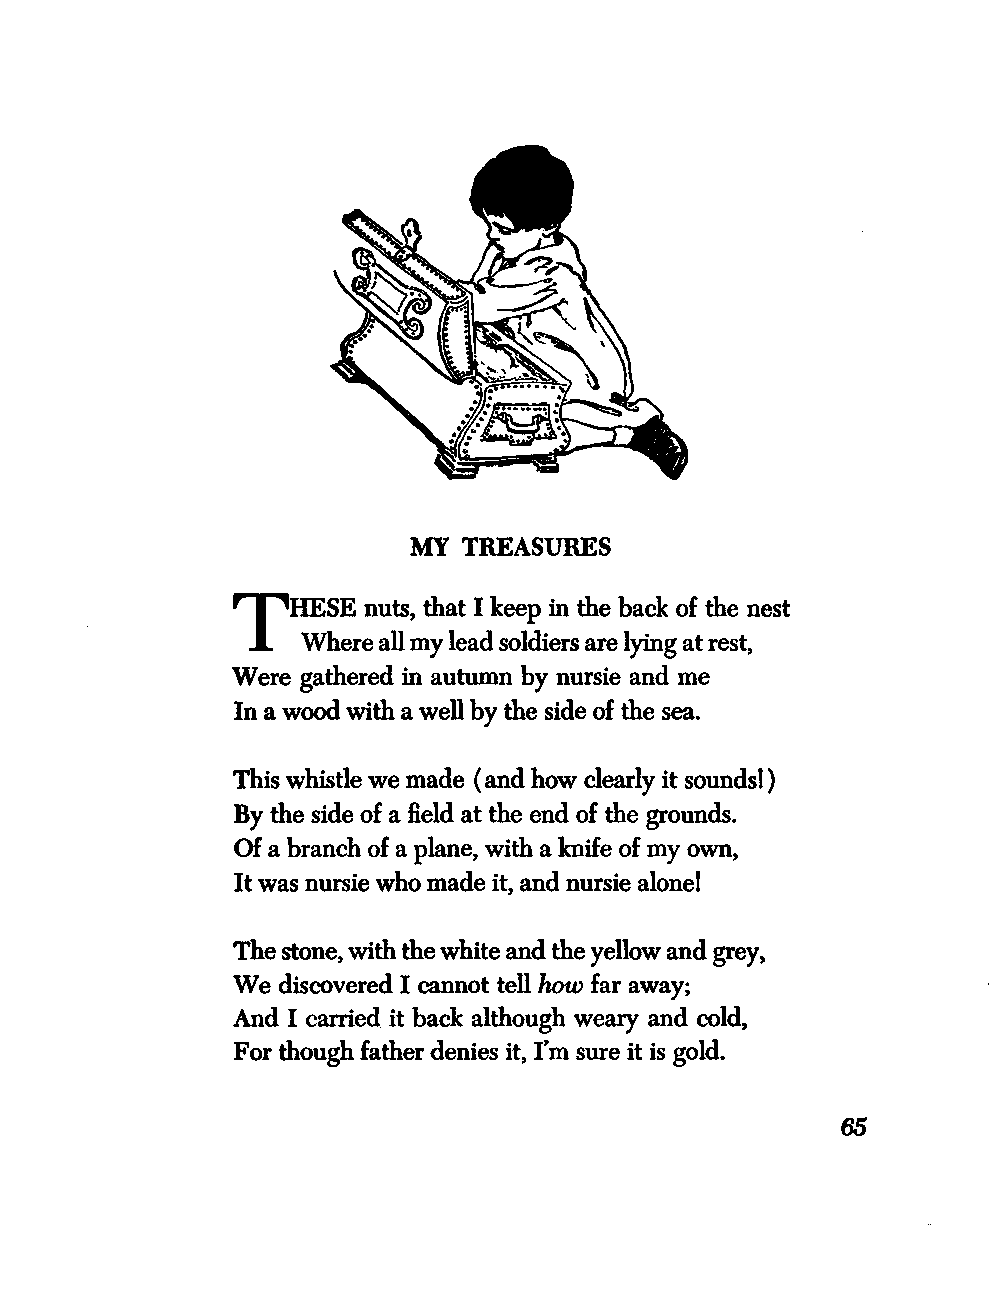 MY TREASURES
THESE nuts, that I keep in the back of the nest
Where all my lead soldiers are lying at rest,
Were gathered in autumn by nursie and me
In a wood with a well by the side of the sea.
This whistle we made (and how clearly it sounds!)
By the side of a field at the end of the grounds.
Of a branch of a plane, with a knife of my own,
It was nursie who made it, and nursie alone!
The stone, with the white and the yellow and grey,
We discovered I cannot tell how far away;
And I carried it back although weary and cold,
For though father denies it, I'm sure it is gold.
65